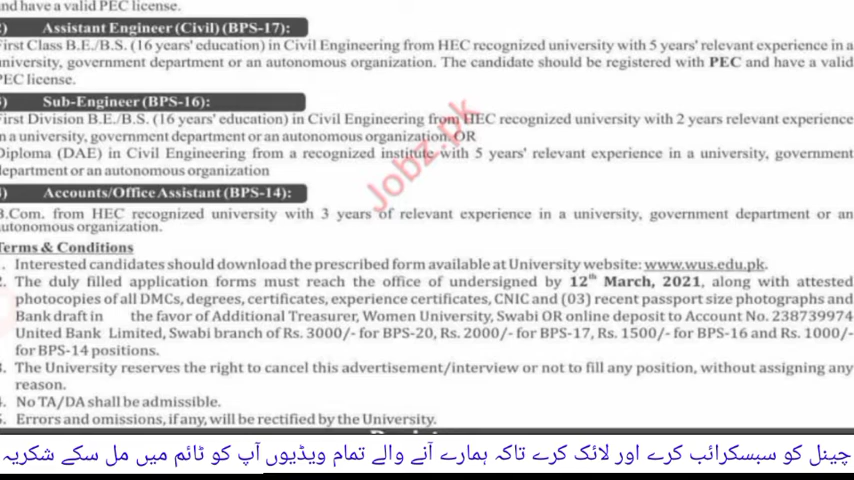 and have a valid PEC license.
2) Assistant Engineer (Civil) (BPS-17):
First Class B.E./B.S. (16 years' education) in Civil Engineering from HEC recognized university with 5 years' relevant experience in a
university, government department or an autonomous organization. The candidate should be registered with PEC and have a valid
PEC license.
3) Sub-Engineer (BPS-16):
First Division B.E./B.S. (16 years' education) in Civil Engineering from HEC recognized university with 2 years relevant experience
in a university, government department or an autonomous organization. OR
Diploma (DAE) in Civil Engineering from a recognized institute with 5 years' relevant experience in a university, government
department or an autonomous organization
4) Accounts/Office Assistant (BPS-14):
B.Com. from HEC recognized university with 3 years of relevant experience in a university, government department or an
autonomous organization.
Terms & Conditions
1. Interested candidates should download the prescribed form available at University website: www.wus.edu.pk.
2. The duly filled application forms must reach the office of undersigned by 12th March, 2021, along with attested
photocopies of all DMCs, degrees, certificates, experience certificates, CNIC and (03) recent passport size photographs and
Bank draft in the favor of Additional Treasurer, Women University, Swabi OR online deposit to Account No. 238739974
United Bank Limited, Swabi branch of Rs. 3000/- for BPS-20, Rs. 2000/- for BPS-17, Rs. 1500/- for BPS-16 and Rs. 1000/-
for BPS-14 positions.
3. The University reserves the right to cancel this advertisement/interview or not to fill any position, without assigning any
reason.
4. No TA/DA shall be admissible.
5. Errors and omissions, if any, will be rectified by the University.
Jobz.pk
چینل کو سبسکرائب کرے اور لائک کرے تاکہ ہمارے آنے والے تمام ویڈیوں آپ کو ٹائم میں مل سکے شکریہ